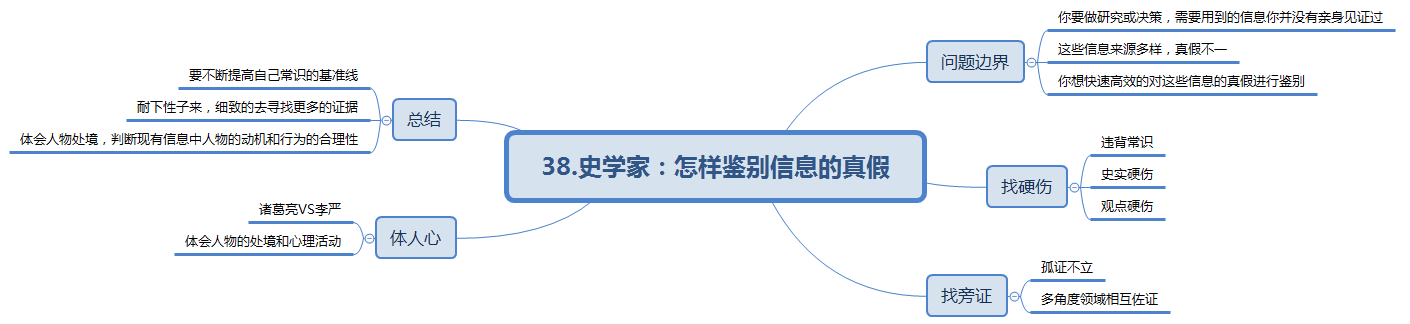 38.史学家：怎样鉴别信息的真假
问题边界
你要做研究或决策，需要用到的信息你并没有亲身见证过
这些信息来源多样，真假不一
你想快速高效的对这些信息的真假进行鉴别
找硬伤
违背常识
史实硬伤
观点硬伤
找旁证
孤证不立
多角度领域相互佐证
体人心
诸葛亮VS李严
体会人物的处境和心理活动
总结
要不断提高自己常识的基准线
耐下性子来，细致的去寻找更多的证据
体会人物处境，判断现有信息中人物的动机和行为的合理性